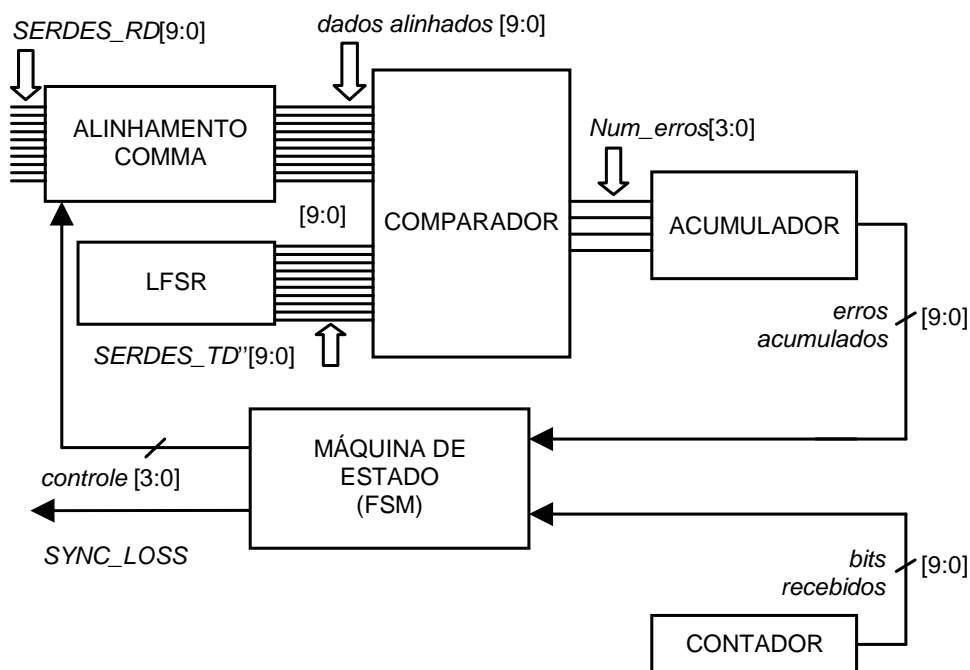 SERDES_RD[9:0]
dados alinhados [9:0]
ALINHAMENTO
COMMA
Num_erros[3:0]
[9:0]
COMPARADOR
ACUMULADOR
LFSR
erros
acumulados
[9:0]
SERDES_TD’’[9:0]
MÁQUINA DE
ESTADO
(FSM)
controle [3:0]
SYNC_LOSS
bits
recebidos
[9:0]
CONTADOR